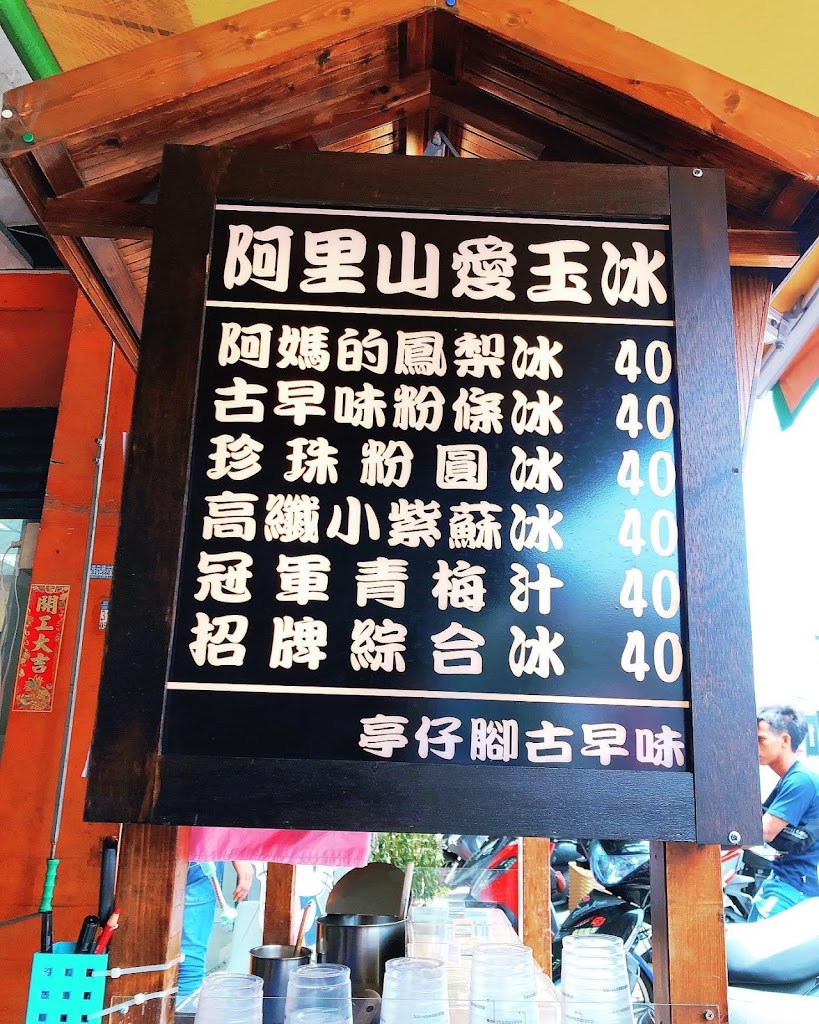 阿里山愛玉冰
阿媽的鳳梨冰 40
古早味粉條冰 40
珍珠粉圓冰 40
高纖小紫蘇冰 40
冠軍青梅汁 40
招牌綜合冰 40
亭仔腳古早味
開工大吉